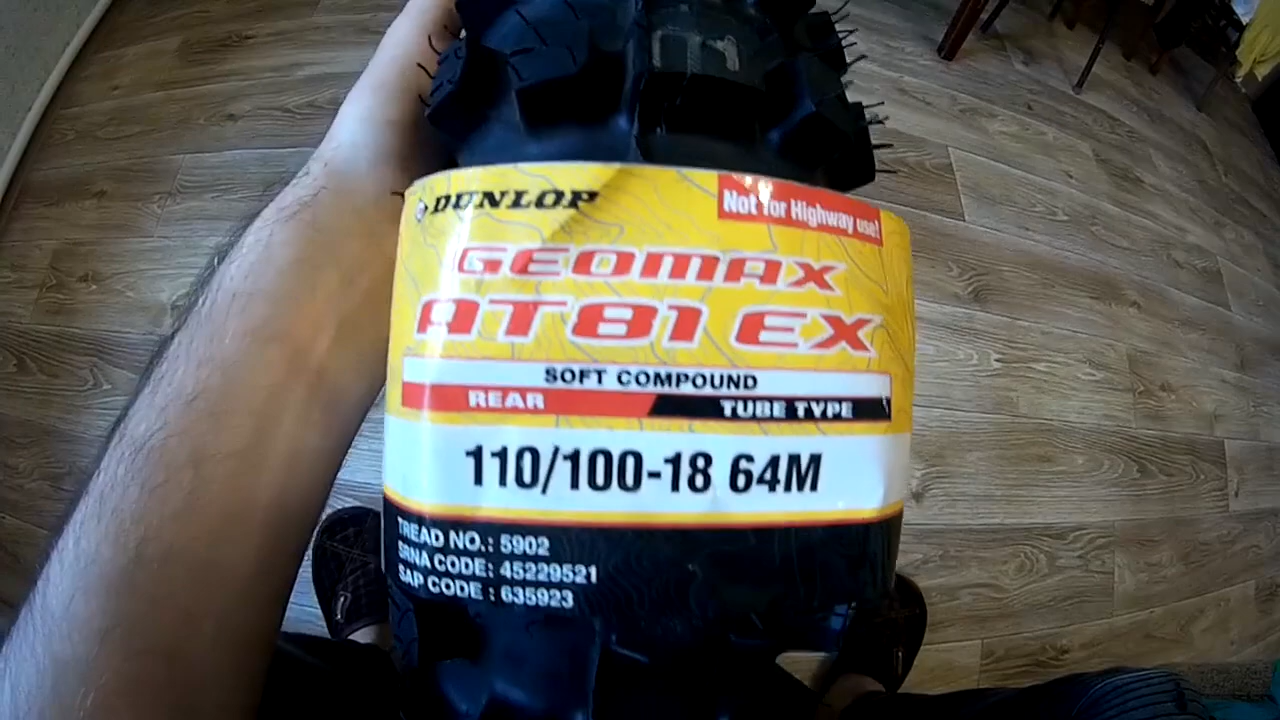 DUNLOP
Not for Highway use!
GEOMAX
AT81 EX
SOFT COMPOUND
REAR
TUBE TYPE
110/100-18 64M
TREAD NO.: 5902
SRNA CODE: 45229521
SAP CODE : 635923